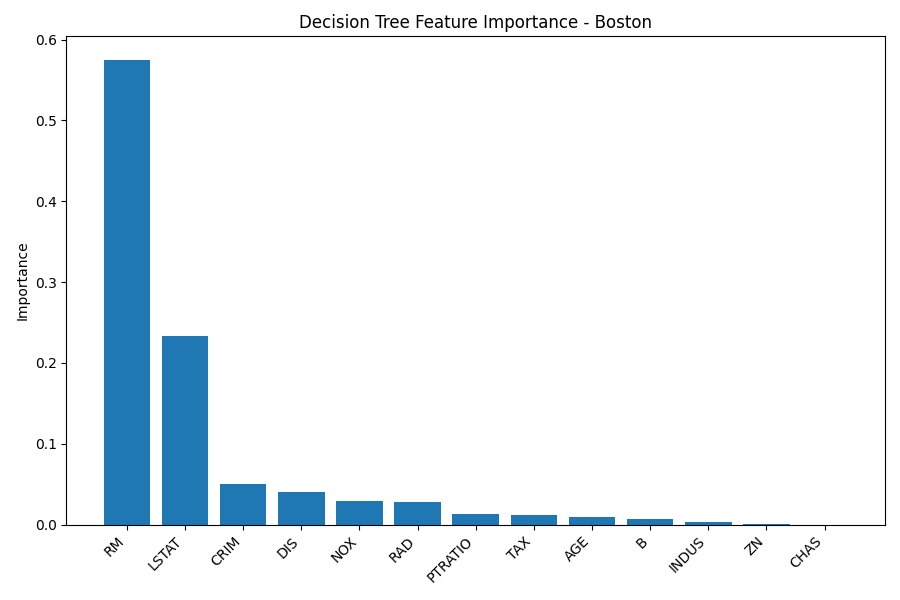 Decision Tree Feature Importance - Boston
0.6
0.5
0.4
0.3
0.2
0.1
0.0
Importance
RM
LSTAT
CRIM
DIS
NOX
RAD
PTRATIO
TAX
AGE
B
INDUS
ZN
CHAS